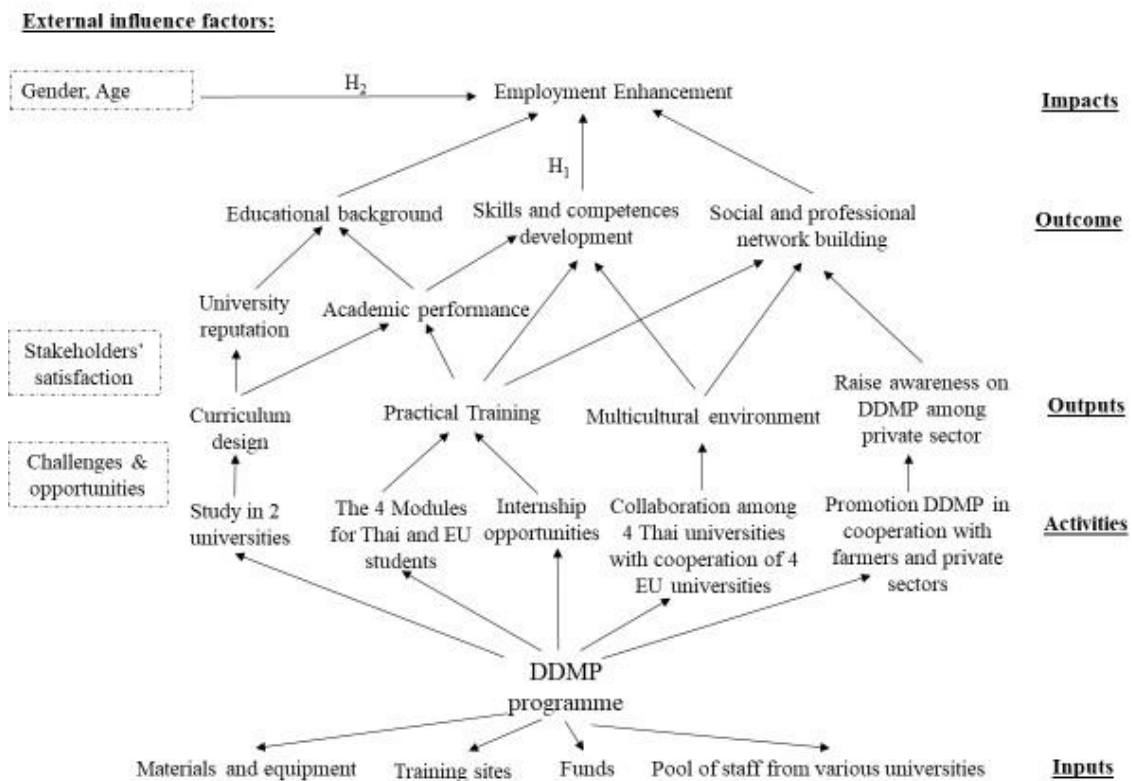 External influence factors:
Gender, Age
H2
Employment Enhancement
Impacts
H1
Educational background
Skills and competences
development
Social and professional
network building
Outcome
University
reputation
Academic performance
Stakeholders'
satisfaction
Curriculum
design
Practical Training
Multicultural environment
Raise awareness on
DDMP among
private sector
Outputs
Challenges &
opportunities
Study in 2
universities
The 4 Modules
for Thai and EU
students
Internship
opportunities
Collaboration among
4 Thai universities
with cooperation of 4
EU universities
Promotion DDMP in
cooperation with
farmers and private
sectors
Activities
DDMP
programme
Materials and equipment
Training sites
Funds
Pool of staff from various universities
Inputs